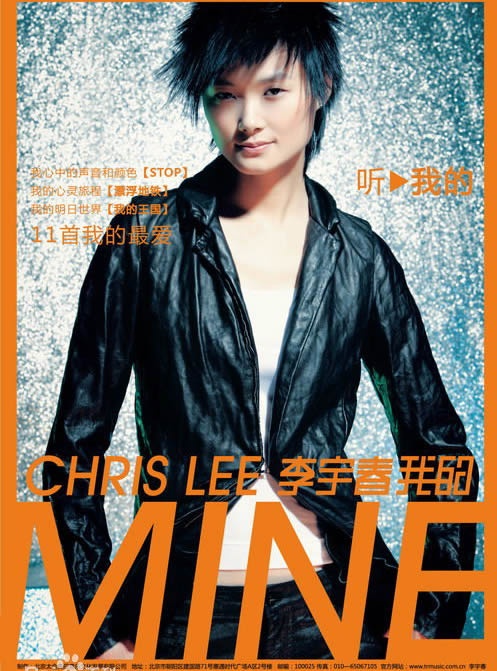 我心中的声音和颜色【STOP】
我的心灵旅程【漂浮地铁】
我的明日世界【我的王国】
11首我的最爱
听▶我的
CHRIS LEE 李宇春我的
MINE
地址:北京市朝阳区建国路71号惠通时代广场A区2号楼 邮编:100025 传真:010—65067105 官方网站:www.trmusic.com.cn 李宇春